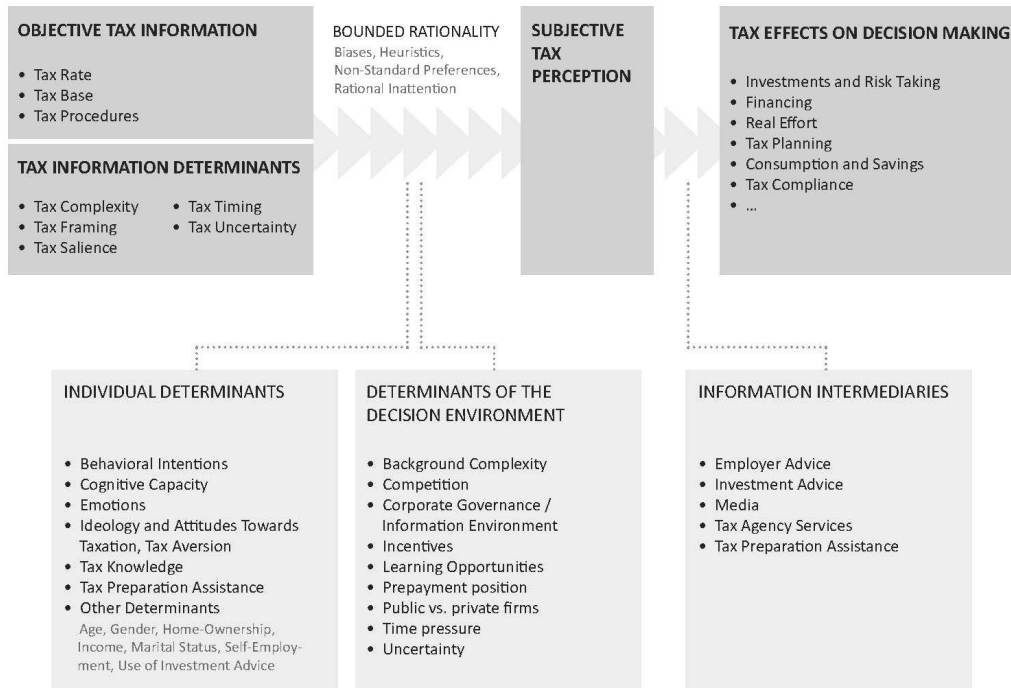 OBJECTIVE TAX INFORMATION
• Tax Rate
• Tax Base
• Tax Procedures
TAX INFORMATION DETERMINANTS
• Tax Complexity
• Tax Framing
• Tax Salience
• Tax Timing
• Tax Uncertainty
BOUNDED RATIONALITY
Biases, Heuristics,
Non-Standard Preferences,
Rational Inattention
SUBJECTIVE
TAX
PERCEPTION
TAX EFFECTS ON DECISION MAKING
• Investments and Risk Taking
• Financing
• Real Effort
• Tax Planning
• Consumption and Savings
• Tax Compliance
• ...
INDIVIDUAL DETERMINANTS
• Behavioral Intentions
• Cognitive Capacity
• Emotions
• Ideology and Attitudes Towards
Taxation, Tax Aversion
• Tax Knowledge
• Tax Preparation Assistance
• Other Determinants
Age, Gender, Home-Ownership,
Income, Marital Status, Self-Employ-
ment, Use of Investment Advice
DETERMINANTS OF THE
DECISION ENVIRONMENT
• Background Complexity
• Competition
• Corporate Governance /
Information Environment
• Incentives
• Learning Opportunities
• Prepayment position
• Public vs. private firms
• Time pressure
• Uncertainty
INFORMATION INTERMEDIARIES
• Employer Advice
• Investment Advice
• Media
• Tax Agency Services
• Tax Preparation Assistance